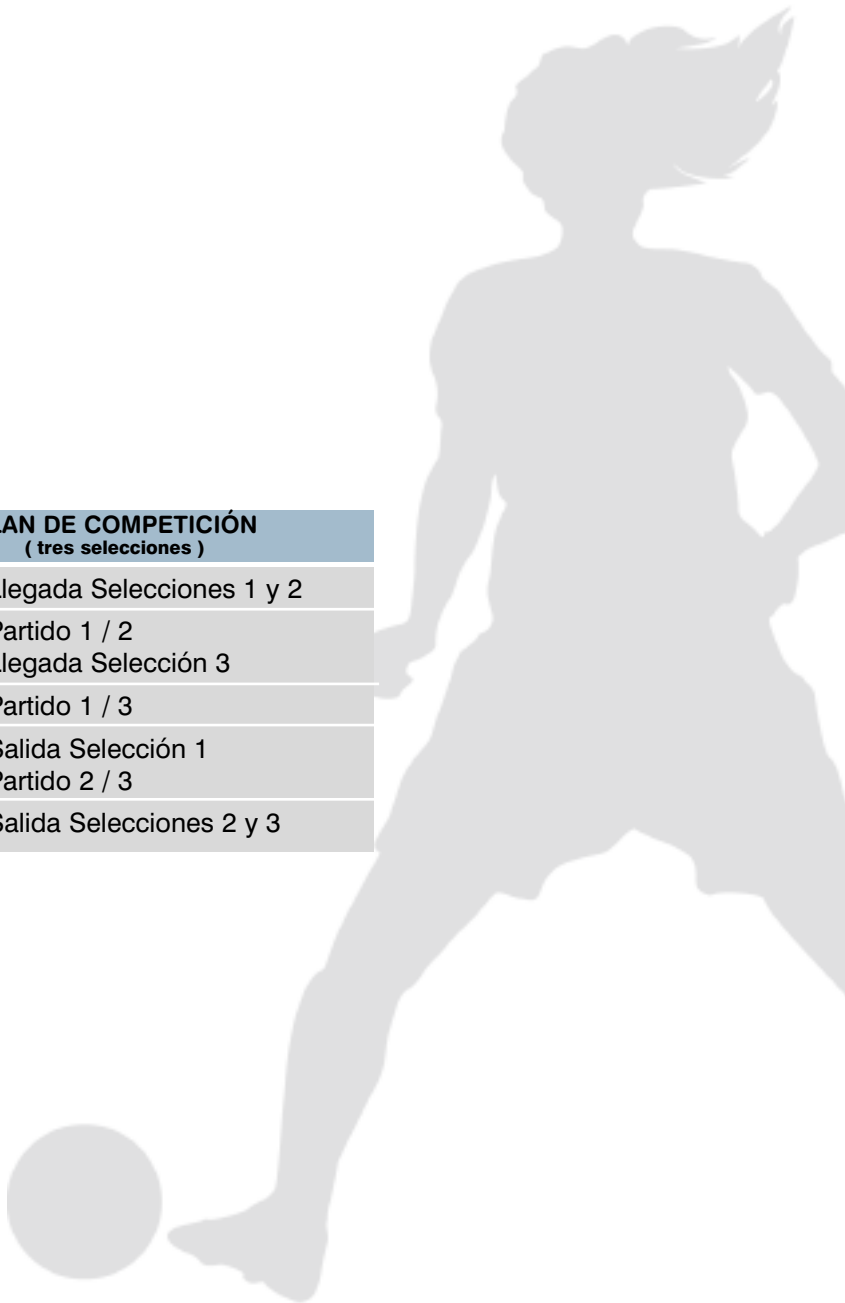 LAN DE COMPETICIÓN
( tres selecciones )
legada Selecciones 1 y 2
Partido 1 / 2
legada Selección 3
Partido 1 / 3
Salida Selección 1
Partido 2 / 3
Salida Selecciones 2 y 3